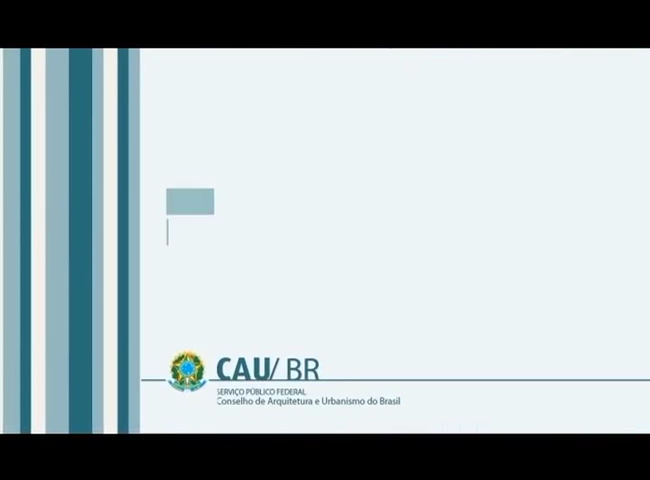 CAU/ BR
SERVIÇO PÚBLICO FEDERAL
Conselho de Arquitetura e Urbanismo do Brasil